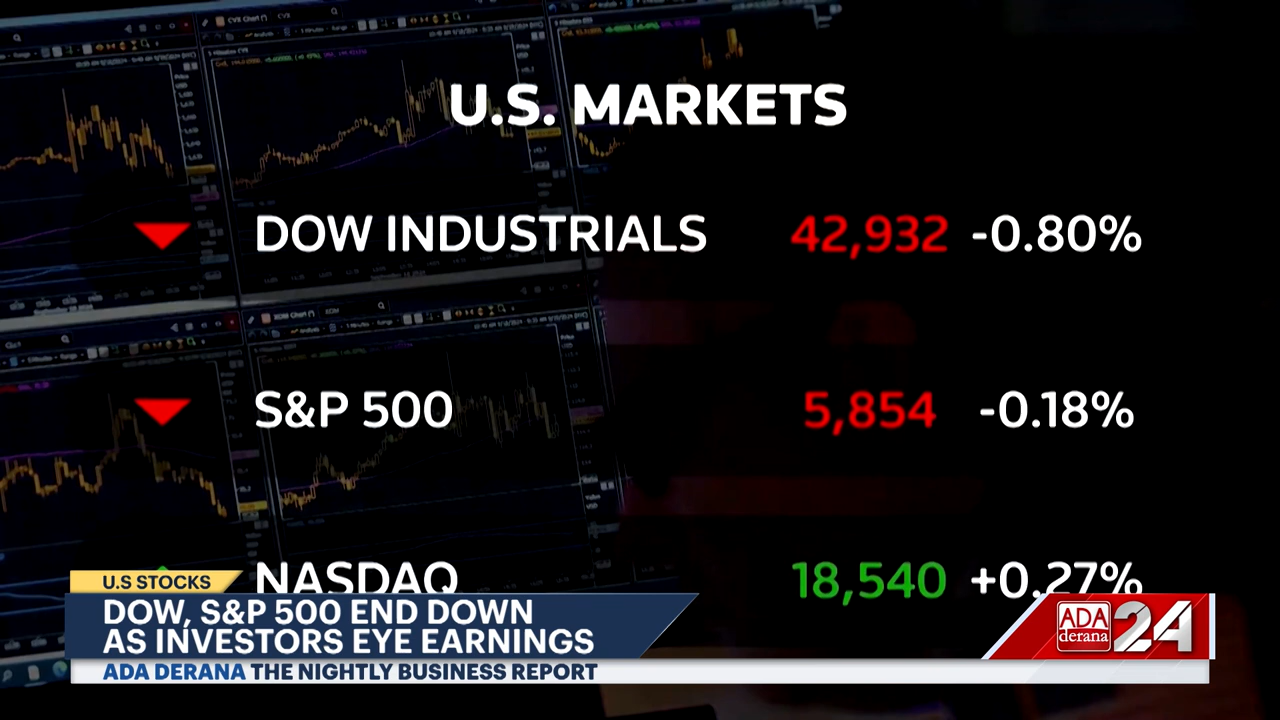 U.S. MARKETS
DOW INDUSTRIALS 42,932 -0.80%
S&P 500 5,854 -0.18%
NASDAQ 18,540 +0.27%
U.S STOCKS
DOW, S&P 500 END DOWN
AS INVESTORS EYE EARNINGS
ADA DERANA THE NIGHTLY BUSINESS REPORT
ADA
derana
24